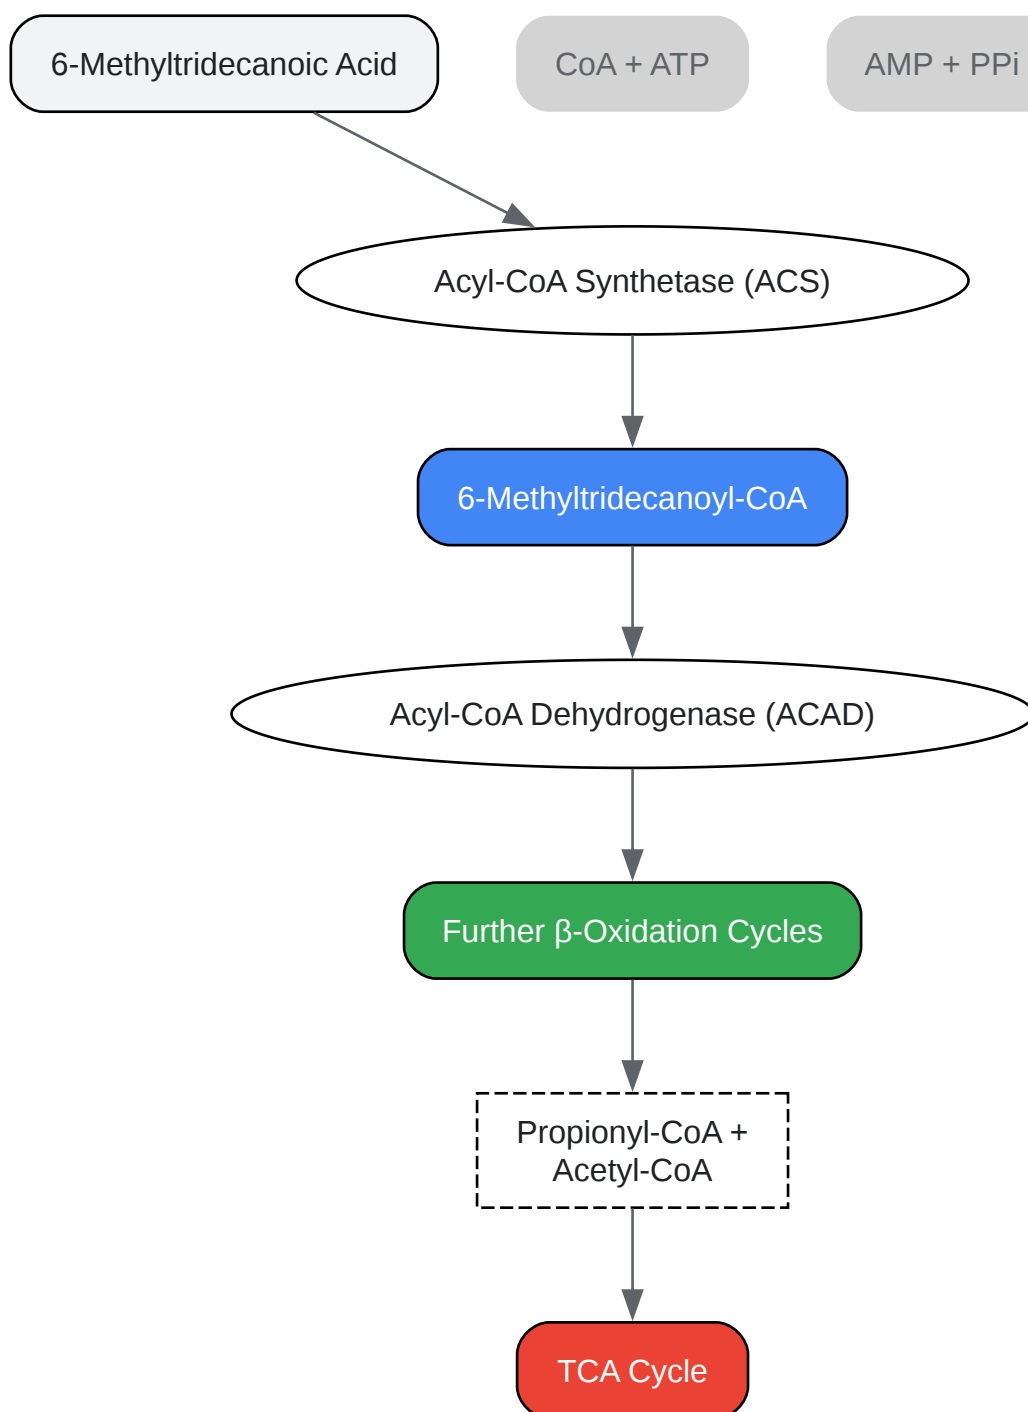 6-Methyltridecanoic Acid
CoA + ATP
AMP + PPi
Acyl-CoA Synthetase (ACS)
6-Methyltridecanoyl-CoA
Acyl-CoA Dehydrogenase (ACAD)
Further β-Oxidation Cycles
Propionyl-CoA +
Acetyl-CoA
TCA Cycle